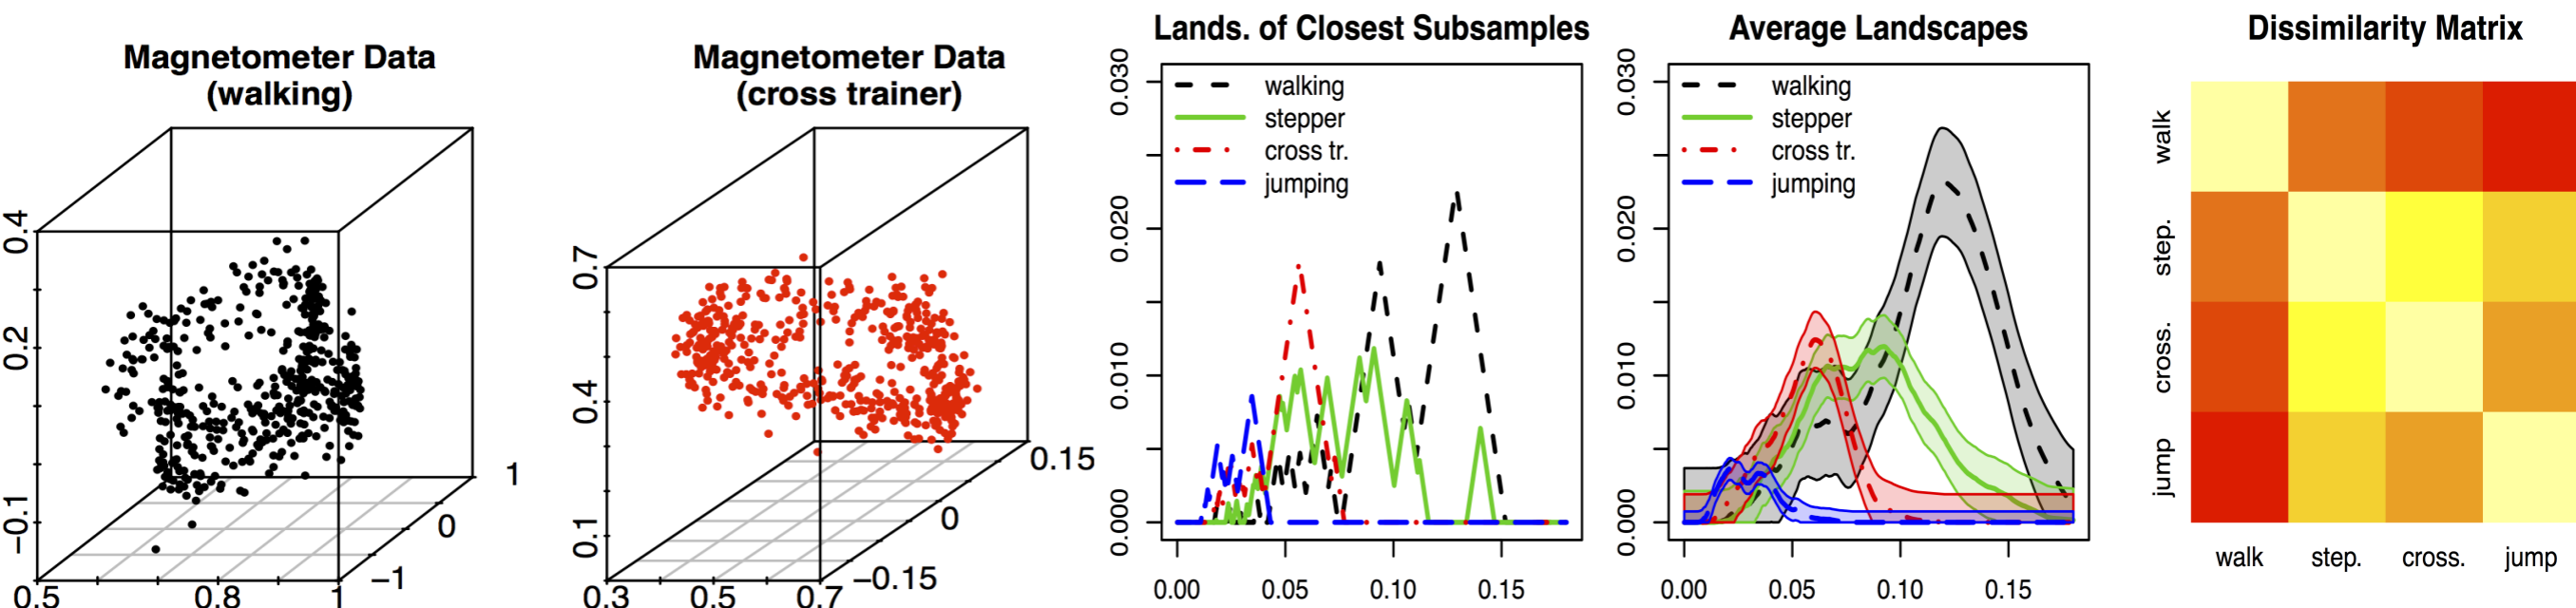 Magnetometer Data
(walking)
0.4
0.2
−0.1
0.5
0.8
1
−1
0
1
Magnetometer Data
(cross trainer)
0.7
0.4
0.1
0.3
0.5
0.7
−0.15
0
0.15
Lands. of Closest Subsamples
0.030
0.020
0.010
0.000
walking
stepper
cross tr.
jumping
0.00 0.05 0.10 0.15
Average Landscapes
0.030
0.020
0.010
0.000
walking
stepper
cross tr.
jumping
0.00 0.05 0.10 0.15
Dissimilarity Matrix
walk
step.
cross.
jump
walk step. cross. jump